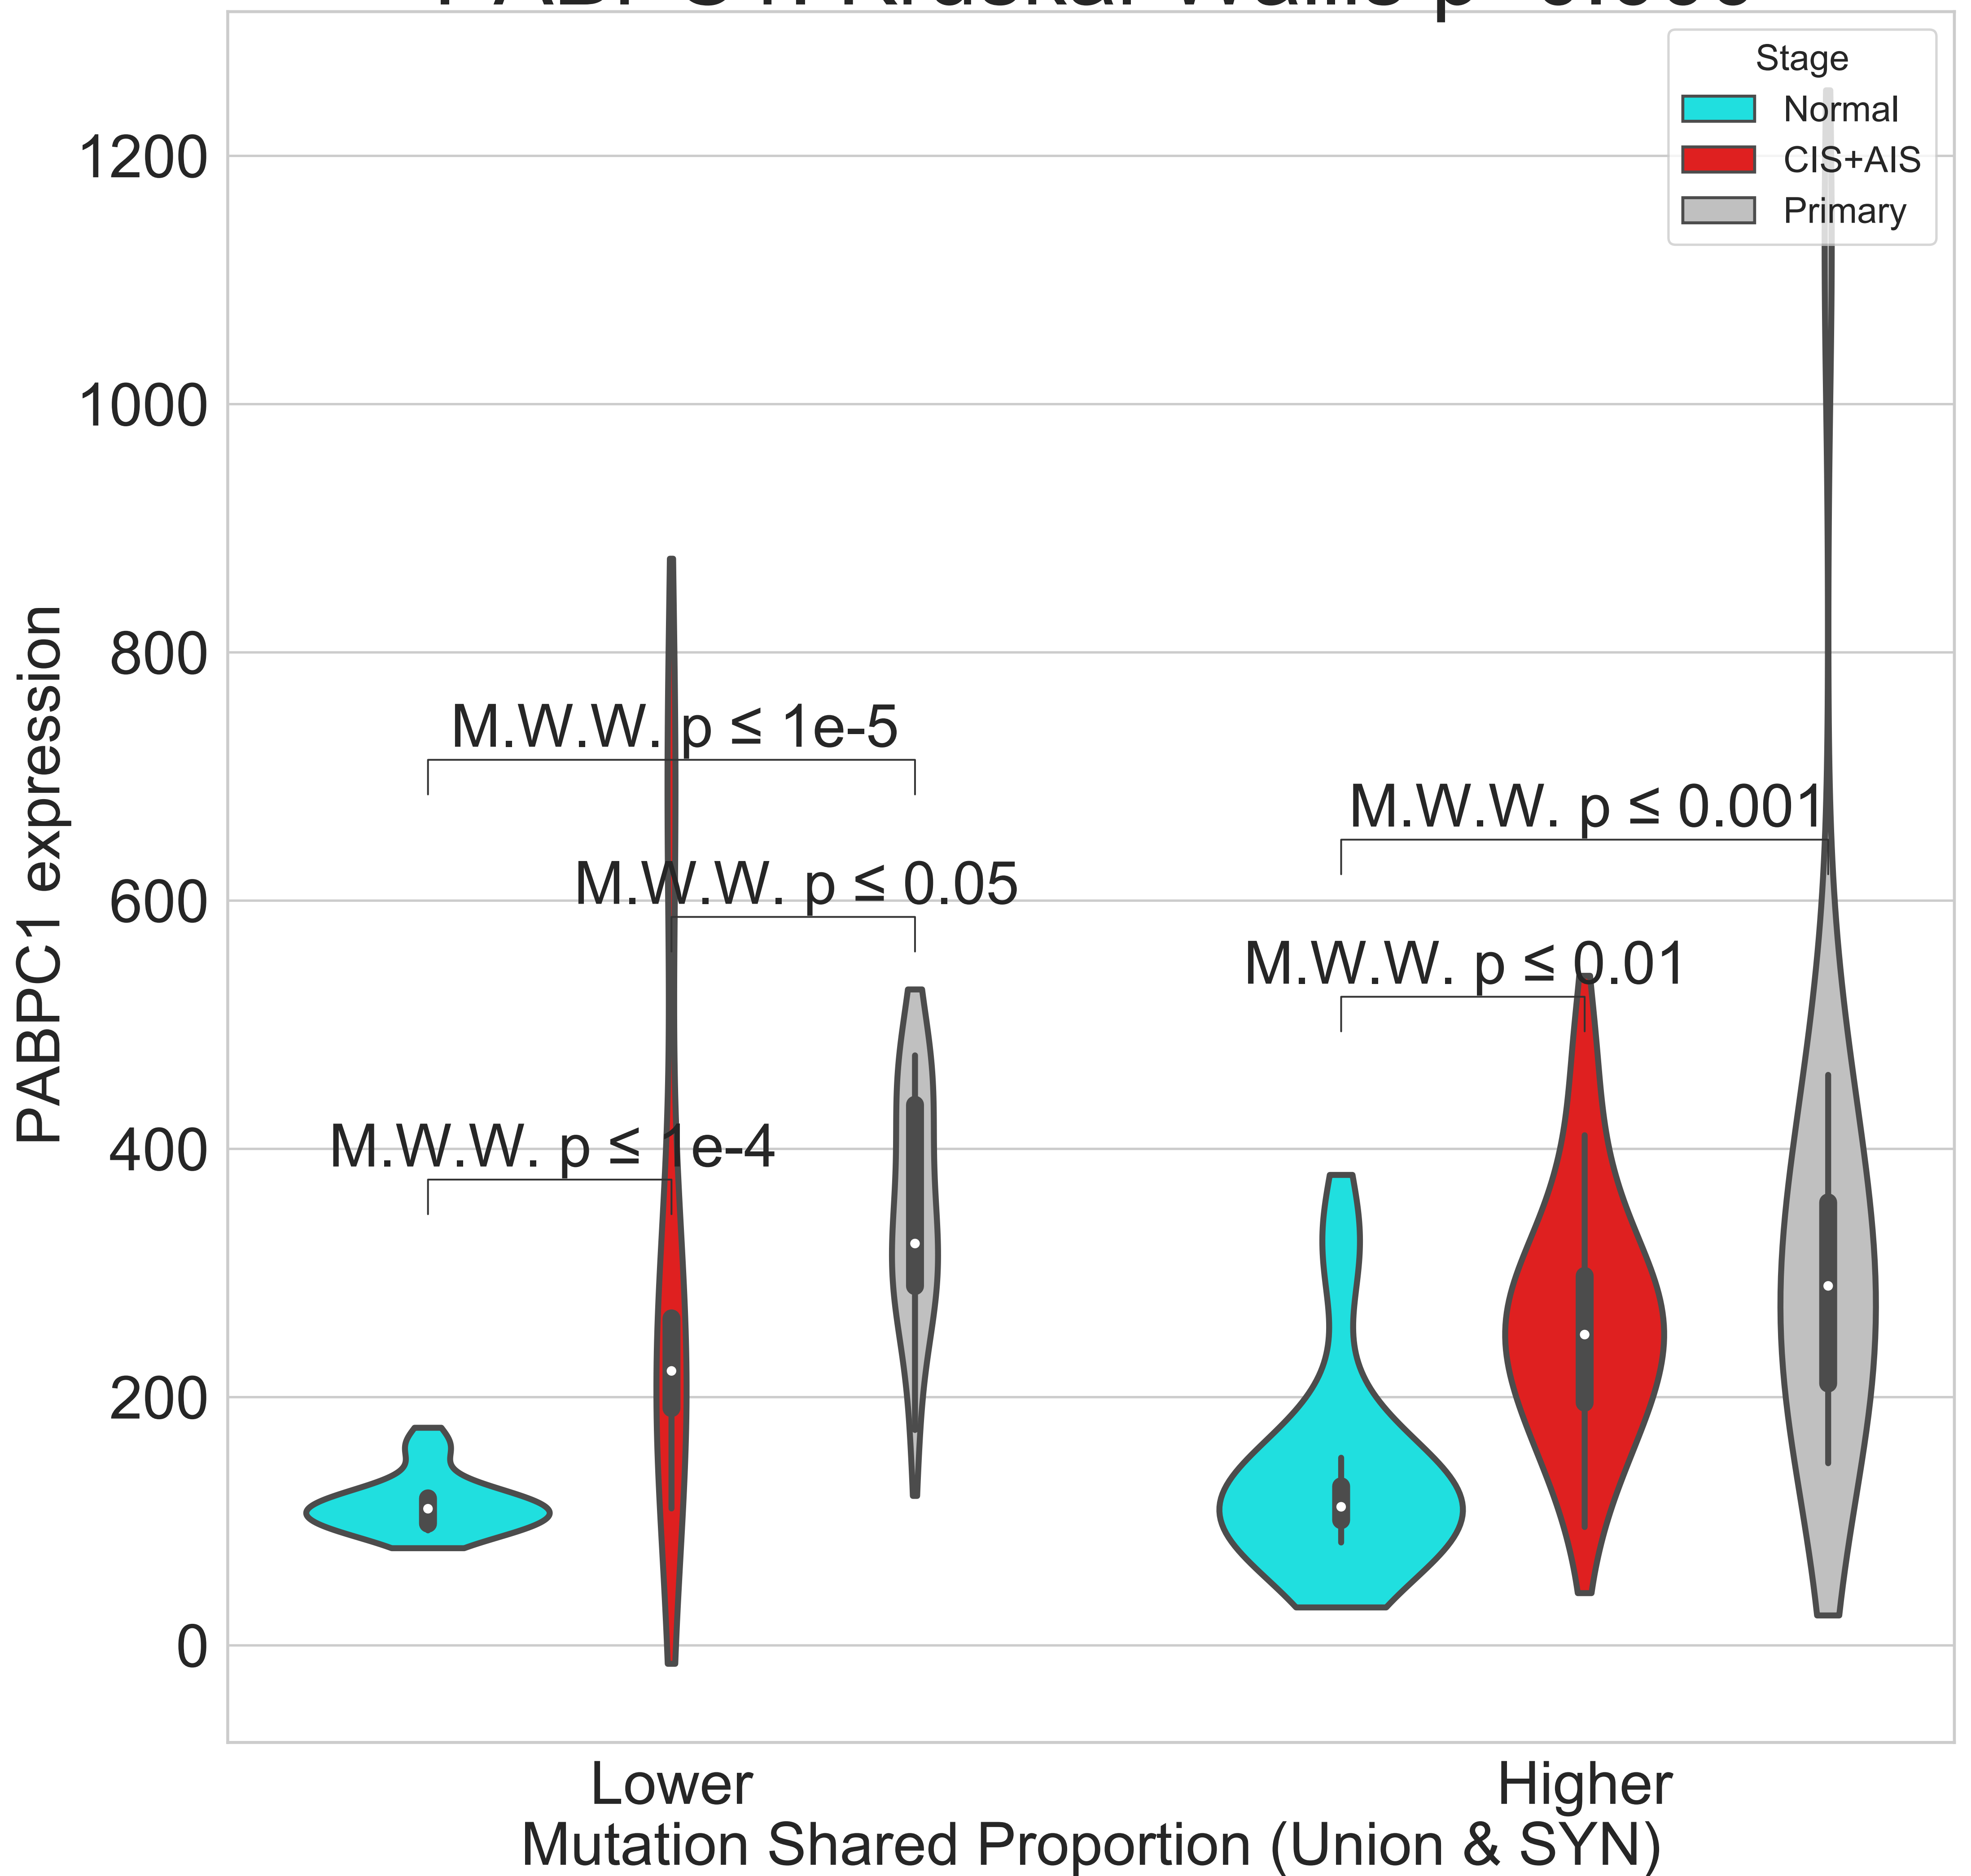 Stage
Normal
CIS+AIS
Primary
1200
1000
800
600
400
200
0
PABPC1 expression
M.W.W. p ≤ 1e-5
M.W.W. p ≤ 0.001
M.W.W. p ≤ 0.05
M.W.W. p ≤ 0.01
M.W.W. p ≤ 1e-4
Lower
Higher
Mutation Shared Proportion (Union & SYN)